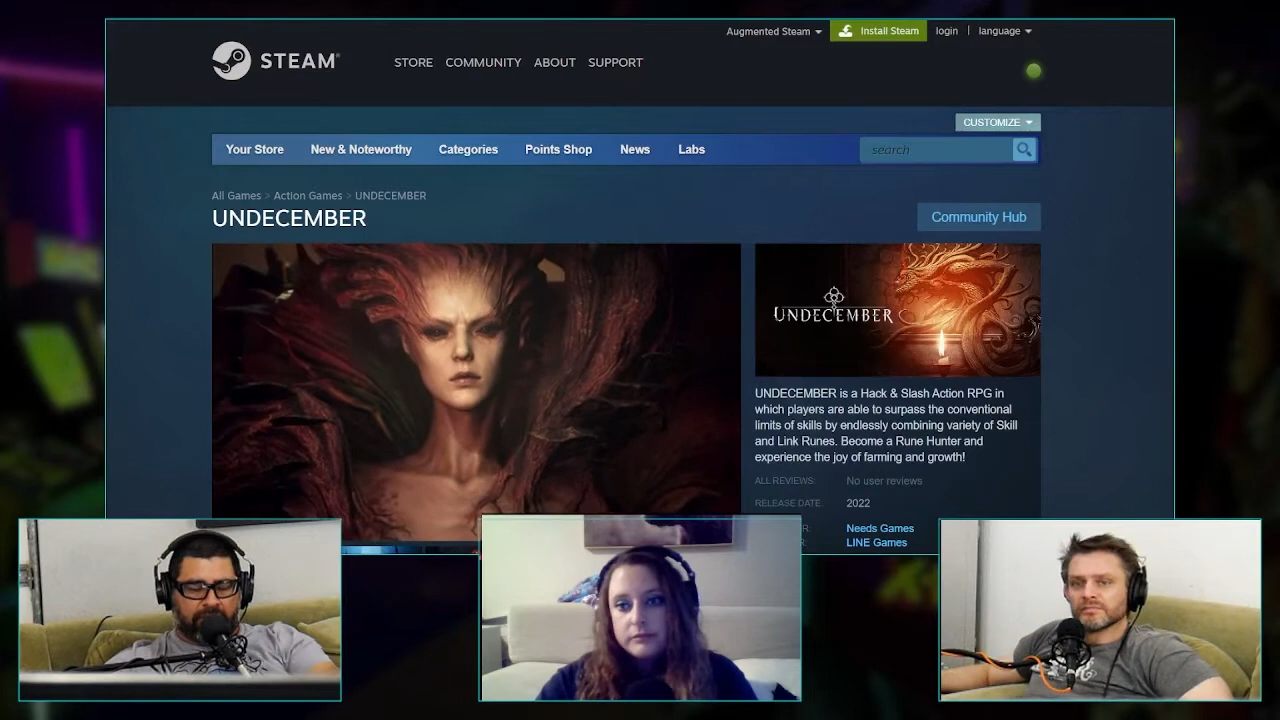 Augmented Steam
Install Steam
login
language
STEAM®
STORE
COMMUNITY
ABOUT
SUPPORT
CUSTOMIZE
Your Store
New & Noteworthy
Categories
Points Shop
News
Labs
search
All Games > Action Games > UNDECEMBER
UNDECEMBER
Community Hub
UNDECEMBER
UNDECEMBER is a Hack & Slash Action RPG in
which players are able to surpass the conventional
limits of skills by endlessly combining variety of Skill
and Link Runes. Become a Rune Hunter and
experience the joy of farming and growth!
ALL REVIEWS: No user reviews
RELEASE DATE 2022
Needs Games
LINE Games